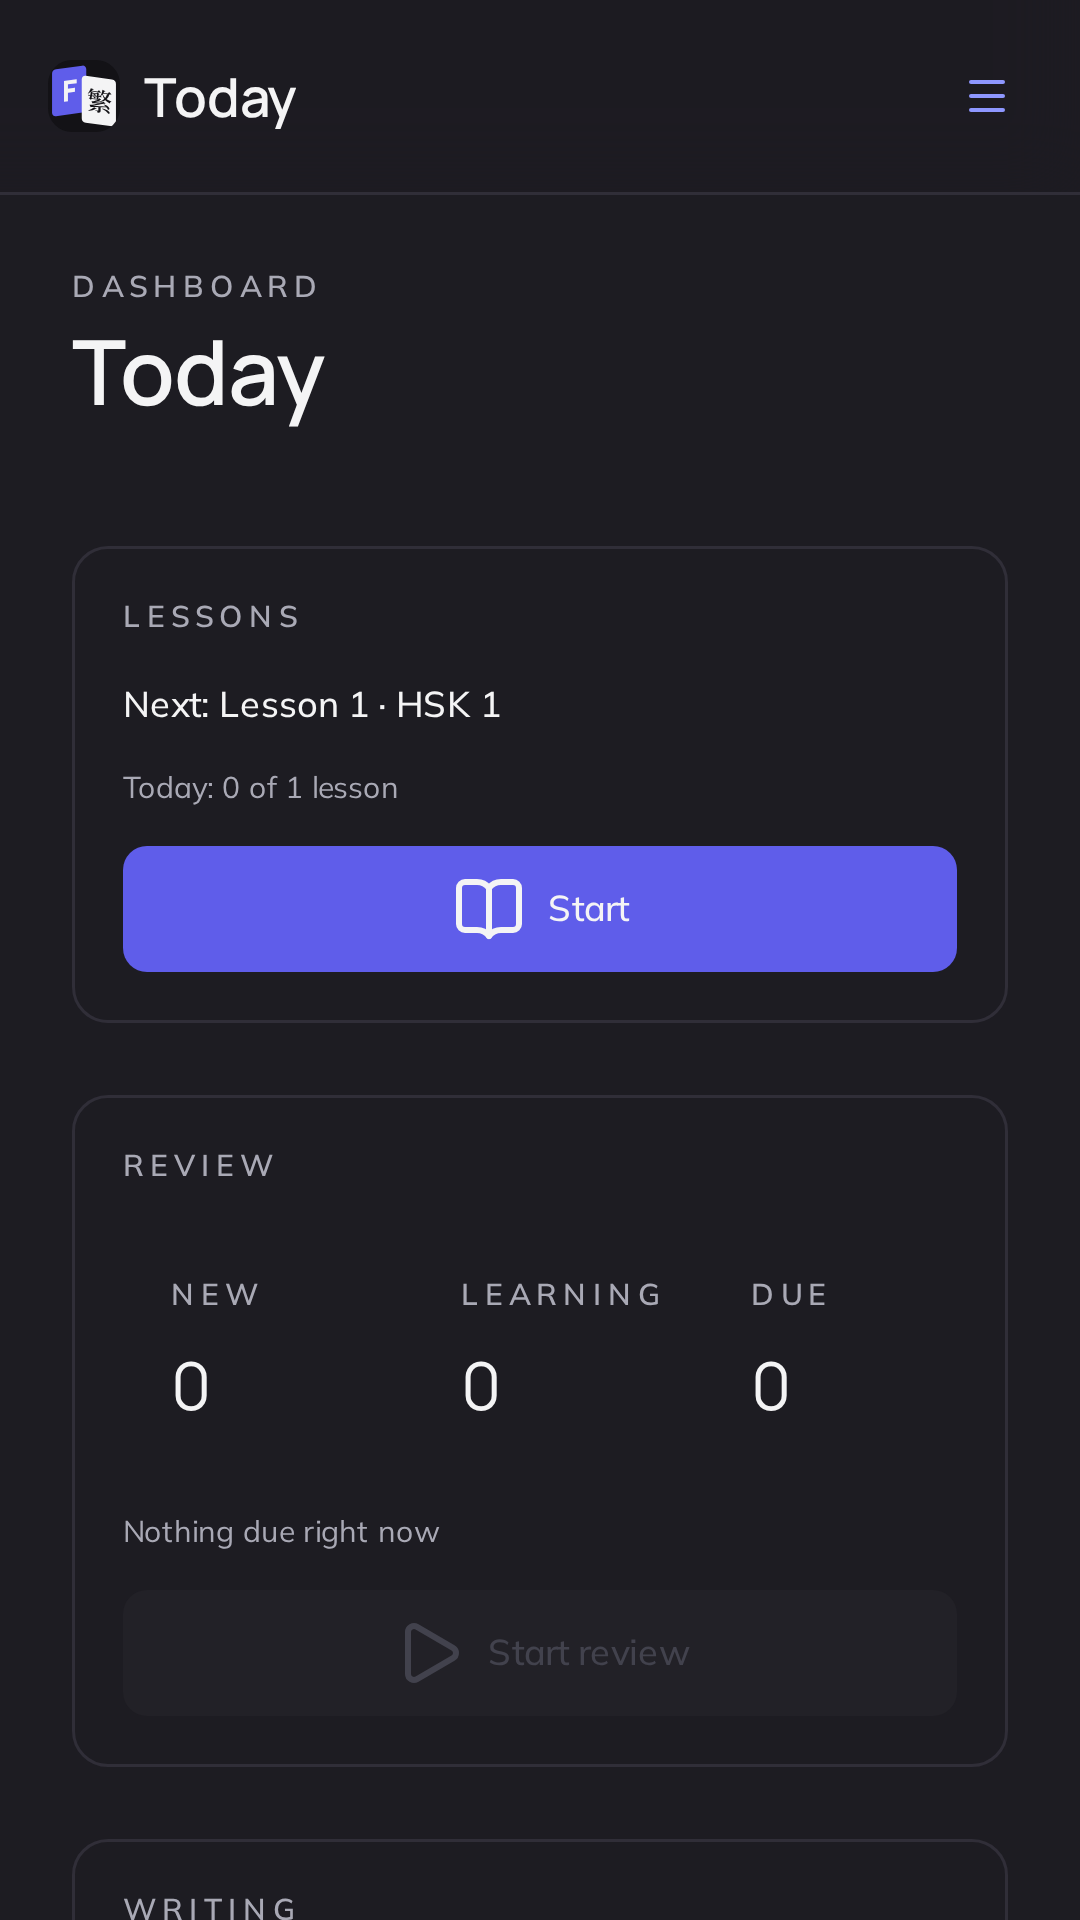 F 繁 Today
DASHBOARD
Today
LESSONS
Next: Lesson 1 · HSK 1
Today: 0 of 1 lesson
Start
REVIEW
NEW LEARNING DUE
0 0 0
Nothing due right now
Start review
WRITING